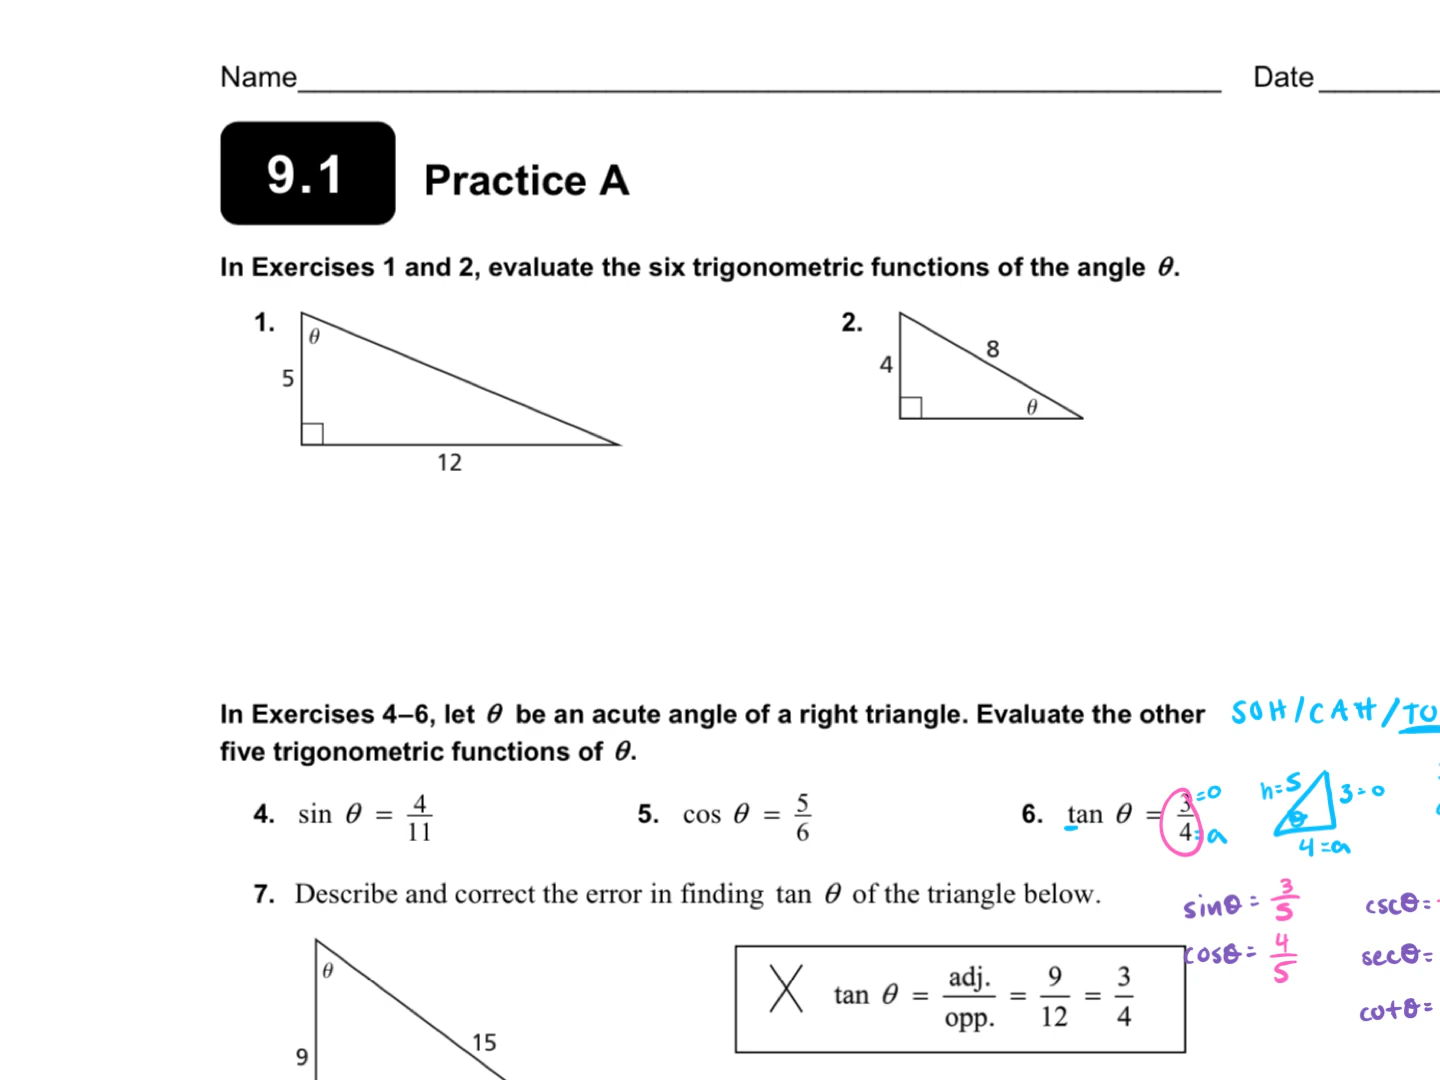 Name Date
9.1 Practice A
In Exercises 1 and 2, evaluate the six trigonometric functions of the angle θ.
1. θ 5 12
2. 4 8 θ
In Exercises 4–6, let θ be an acute angle of a right triangle. Evaluate the other
five trigonometric functions of θ.
SOH/CAH/TO
4. sin θ = 4/11
5. cos θ = 5/6
6. tan θ = 3/4
=o
=a
h=5 3=o
θ
4=a
7. Describe and correct the error in finding tan θ of the triangle below.
sinθ = 3/5 cscθ=
cosθ = 4/5 secθ=
cotθ=
θ 9 15
X tan θ = adj./opp. = 9/12 = 3/4